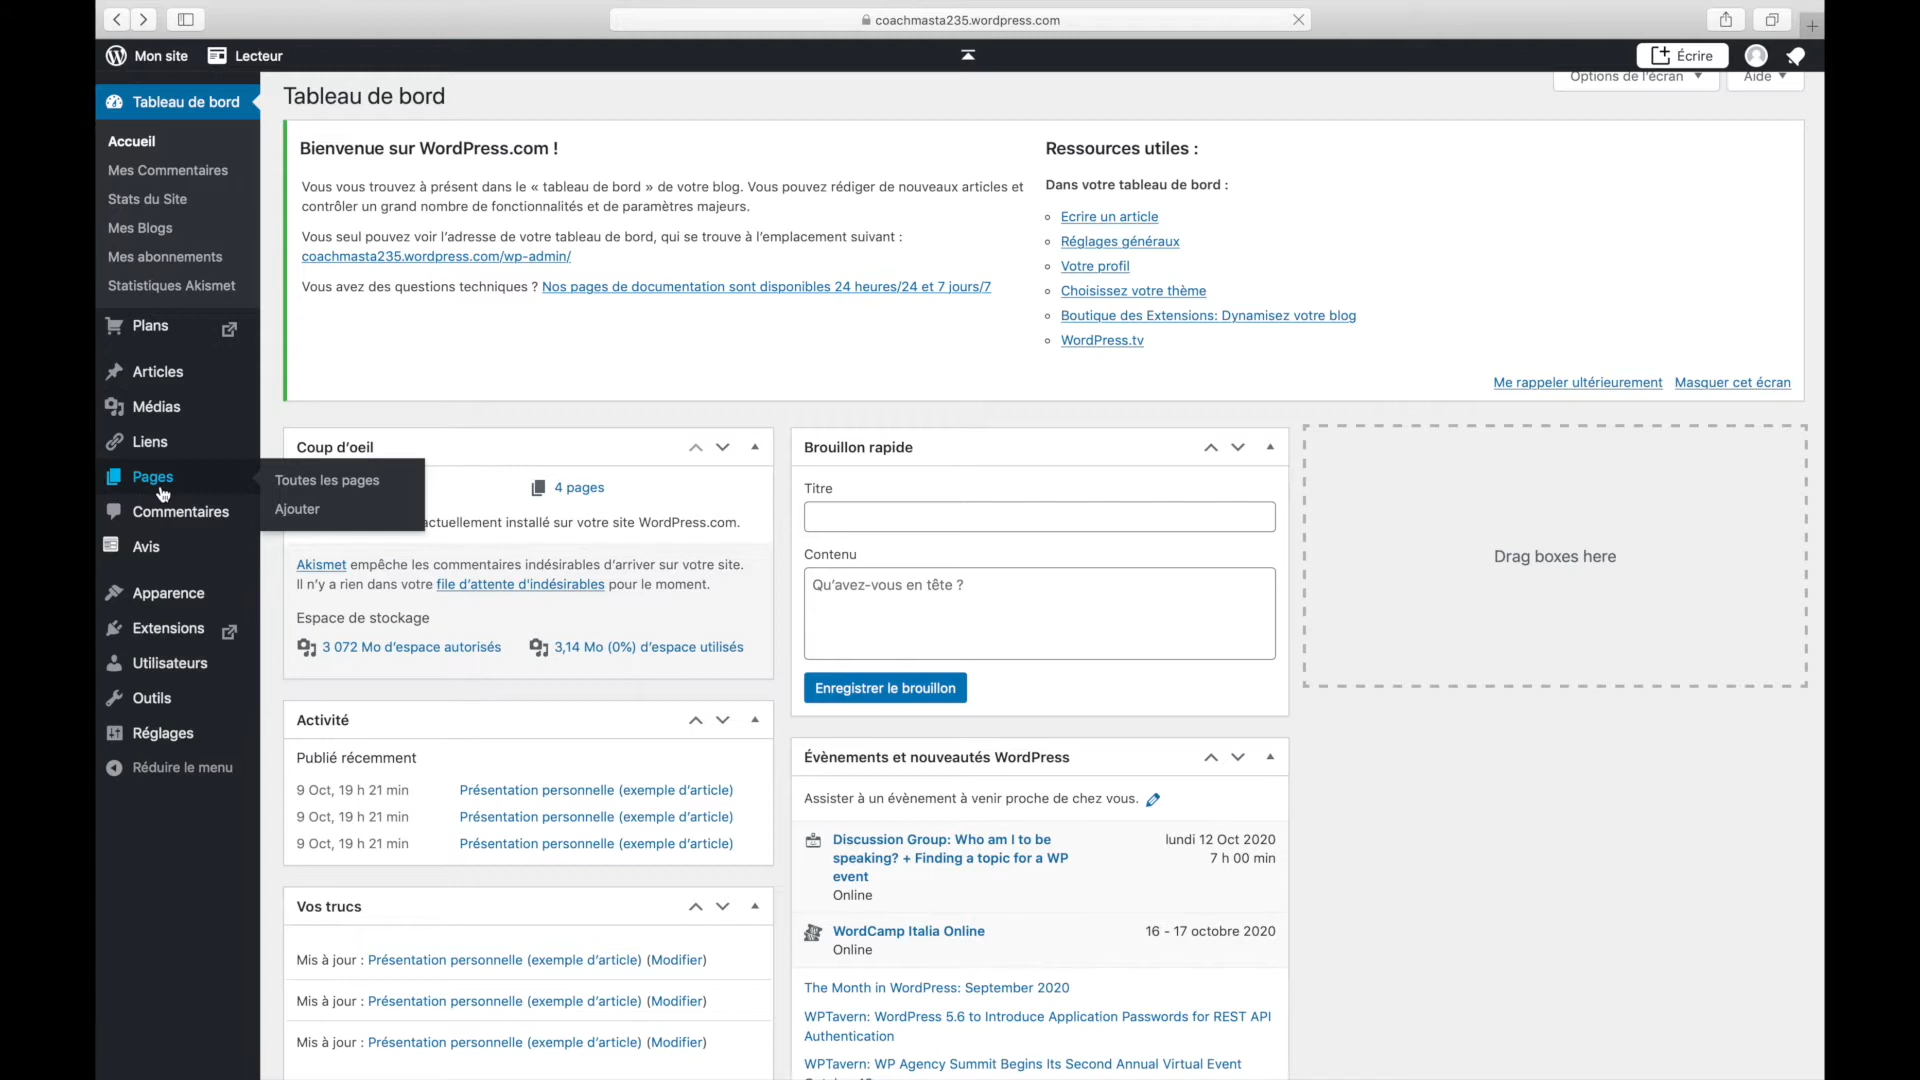 coachmasta235.wordpress.com
Mon site
Lecteur
Écrire
Tableau de bord
Accueil
Mes Commentaires
Stats du Site
Mes Blogs
Mes abonnements
Statistiques Akismet
Plans
Articles
Médias
Liens
Pages
Commentaires
Avis
Apparence
Extensions
Utilisateurs
Outils
Réglages
Réduire le menu
Toutes les pages
Ajouter
Tableau de bord
Options de l'écran
Aide
Bienvenue sur WordPress.com !
Vous vous trouvez à présent dans le « tableau de bord » de votre blog. Vous pouvez rédiger de nouveaux articles et
contrôler un grand nombre de fonctionnalités et de paramètres majeurs.
Vous seul pouvez voir l'adresse de votre tableau de bord, qui se trouve à l'emplacement suivant :
coachmasta235.wordpress.com/wp-admin/
Vous avez des questions techniques ? Nos pages de documentation sont disponibles 24 heures/24 et 7 jours/7
Ressources utiles :
Dans votre tableau de bord :
Ecrire un article
Réglages généraux
Votre profil
Choisissez votre thème
Boutique des Extensions: Dynamisez votre blog
WordPress.tv
Me rappeler ultérieurement Masquer cet écran
Coup d'oeil
4 pages
actuellement installé sur votre site WordPress.com.
Akismet empêche les commentaires indésirables d'arriver sur votre site.
Il n'y a rien dans votre file d'attente d'indésirables pour le moment.
Espace de stockage
3 072 Mo d'espace autorisés 3,14 Mo (0%) d'espace utilisés
Activité
Publié récemment
9 Oct, 19 h 21 min Présentation personnelle (exemple d'article)
9 Oct, 19 h 21 min Présentation personnelle (exemple d'article)
9 Oct, 19 h 21 min Présentation personnelle (exemple d'article)
Vos trucs
Mis à jour : Présentation personnelle (exemple d'article) (Modifier)
Mis à jour : Présentation personnelle (exemple d'article) (Modifier)
Mis à jour : Présentation personnelle (exemple d'article) (Modifier)
Brouillon rapide
Titre
Contenu
Qu'avez-vous en tête ?
Enregistrer le brouillon
Évènements et nouveautés WordPress
Assister à un évènement à venir proche de chez vous.
Discussion Group: Who am I to be
speaking? + Finding a topic for a WP
event
Online
lundi 12 Oct 2020
7 h 00 min
WordCamp Italia Online
Online
16 - 17 octobre 2020
The Month in WordPress: September 2020
WPTavern: WordPress 5.6 to Introduce Application Passwords for REST API
Authentication
WPTavern: WP Agency Summit Begins Its Second Annual Virtual Event
Drag boxes here